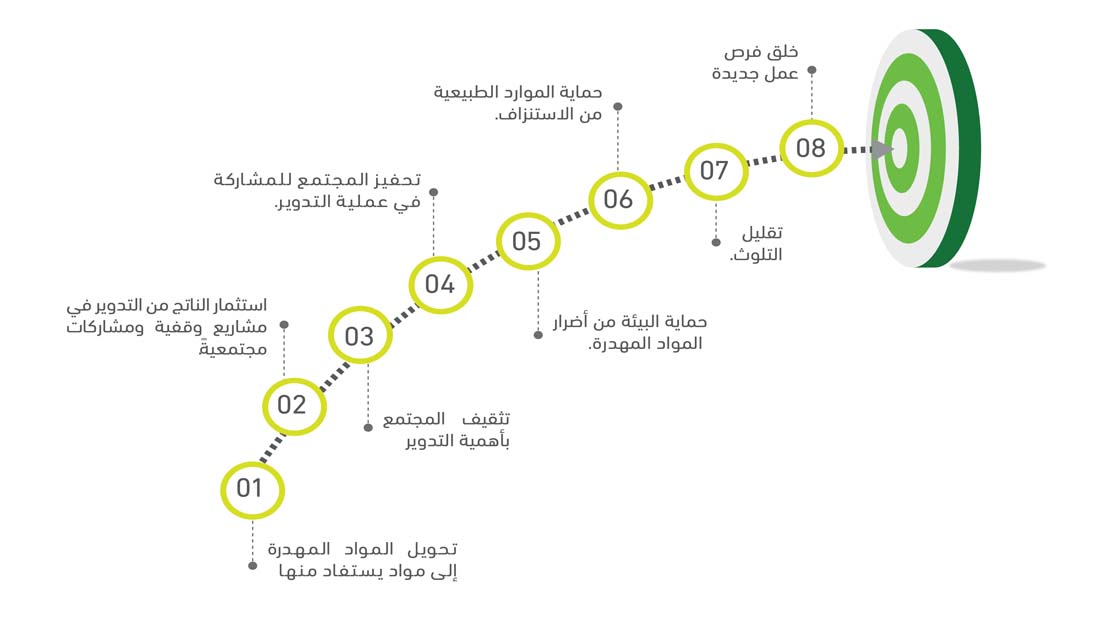 01
تحويل المواد المهدرة
إلى مواد يستفاد منها
02
استثمار الناتج من التدوير في
مشاريع وقفية ومشاركات
مجتمعيةً
03
تثقيف المجتمع
بأهمية التدوير
04
تحفيز المجتمع للمشاركة
في عملية التدوير.
05
حماية البيئة من أضرار
المواد المهدرة.
06
حماية الموارد الطبيعية
من الاستنزاف.
07
تقليل
التلوث.
08
خلق فرص
عمل جديدة